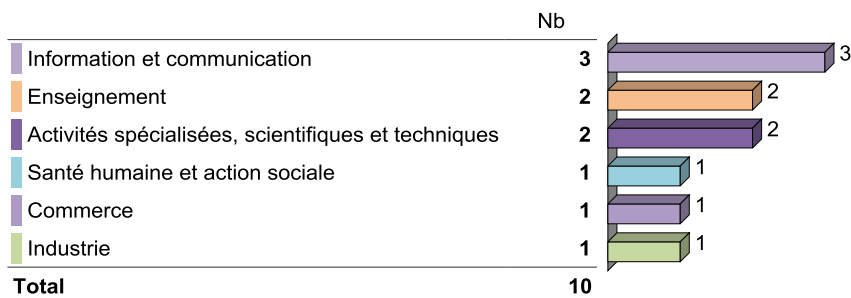 Nb
Information et communication 3 3
Enseignement 2 2
Activités spécialisées, scientifiques et techniques 2 2
Santé humaine et action sociale 1 1
Commerce 1 1
Industrie 1 1
Total 10